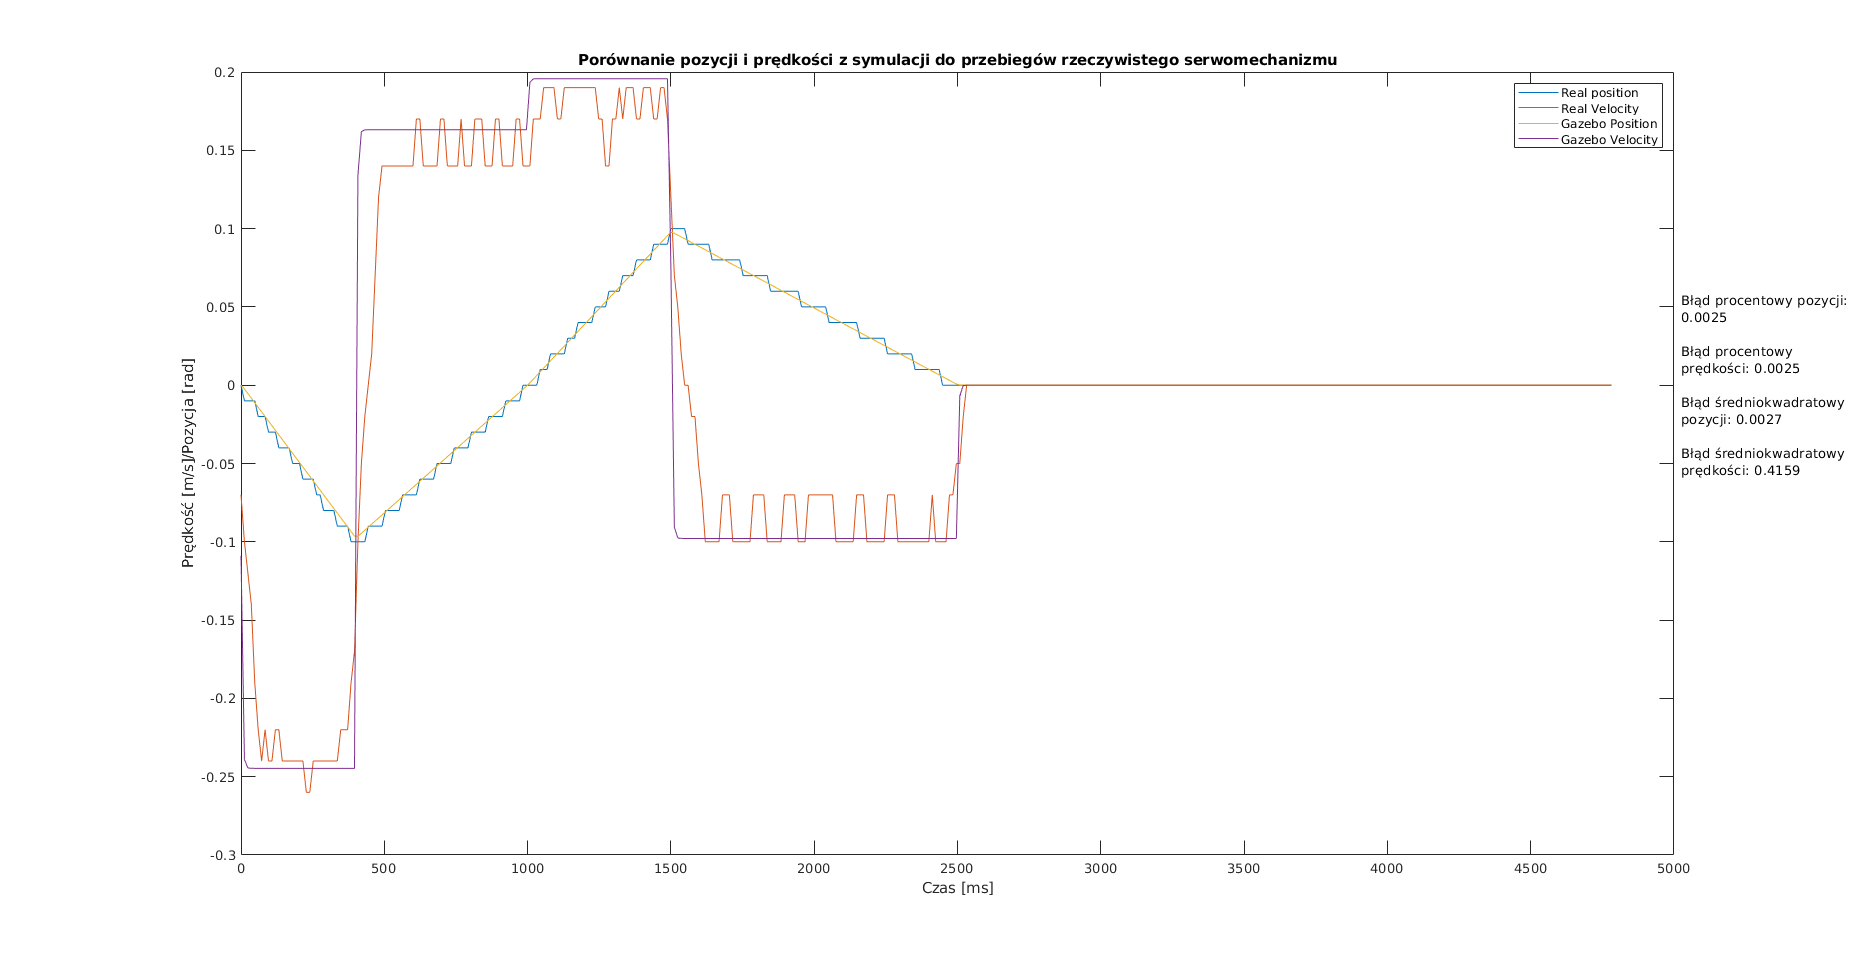 Porównanie pozycji i prędkości z symulacji do przebiegów rzeczywistego serwomechanizmu
Prędkość [m/s]/Pozycja [rad]
0.2
0.15
0.1
0.05
0
-0.05
-0.1
-0.15
-0.2
-0.25
-0.3
0 500 1000 1500 2000 2500 3000 3500 4000 4500 5000
Czas [ms]
Real position
Real Velocity
Gazebo Position
Gazebo Velocity
Błąd procentowy pozycji:
0.0025
Błąd procentowy
prędkości: 0.0025
Błąd średniokwadratowy
pozycji: 0.0027
Błąd średniokwadratowy
prędkości: 0.4159